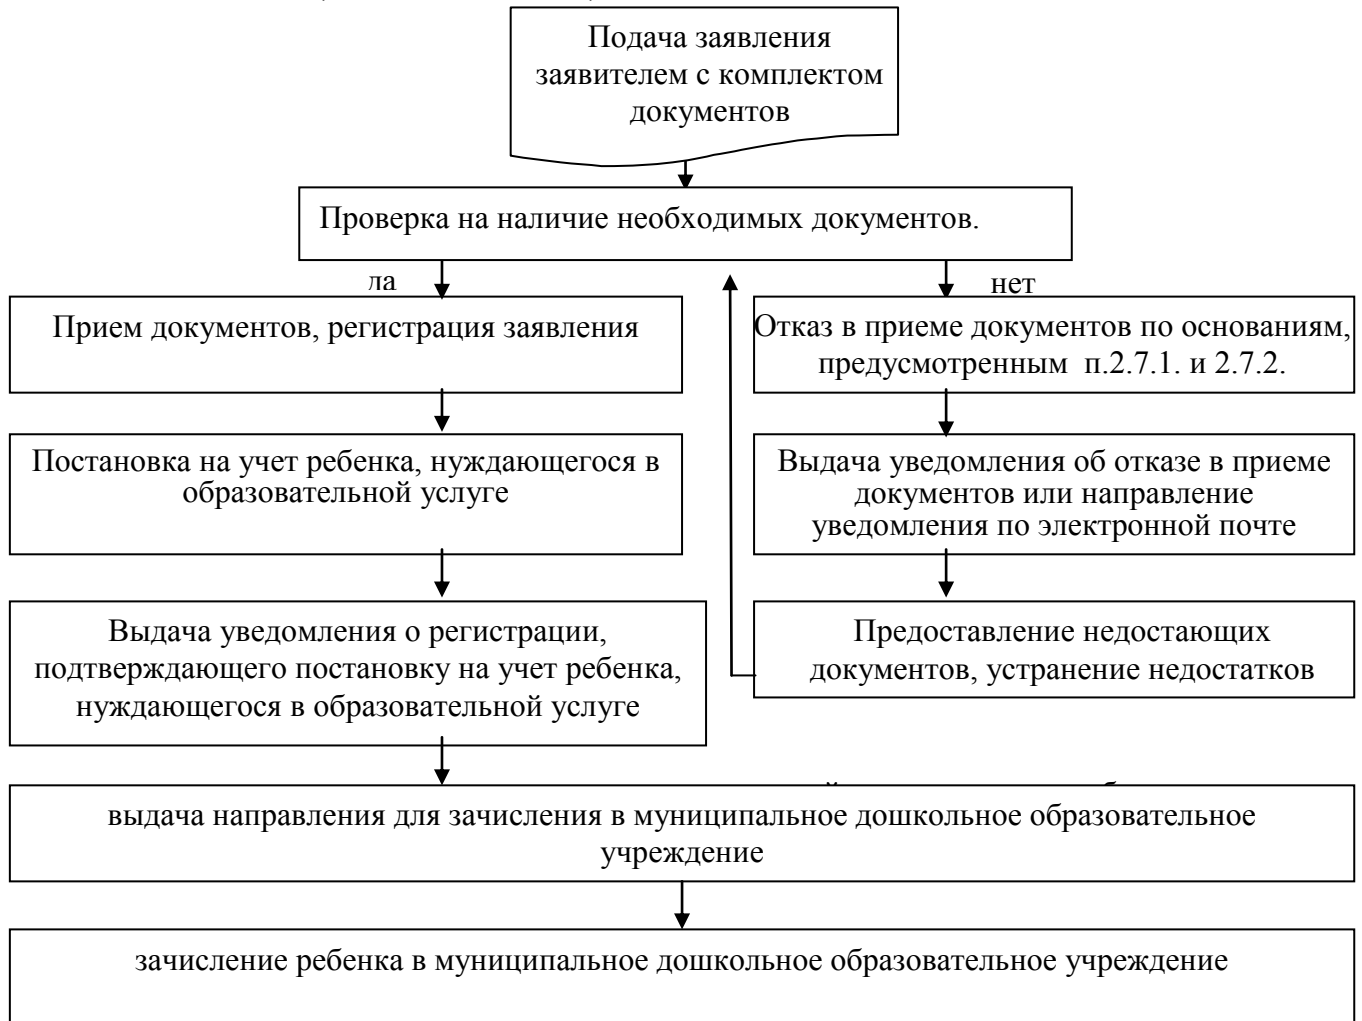 Подача заявления
заявителем с комплектом
документов
Проверка на наличие необходимых документов.
да
нет
Прием документов, регистрация заявления
Отказ в приеме документов по основаниям,
предусмотренным п.2.7.1. и 2.7.2.
Постановка на учет ребенка, нуждающегося в
образовательной услуге
Выдача уведомления об отказе в приеме
документов или направление
уведомления по электронной почте
Выдача уведомления о регистрации,
подтверждающего постановку на учет ребенка,
нуждающегося в образовательной услуге
Предоставление недостающих
документов, устранение недостатков
выдача направления для зачисления в муниципальное дошкольное образовательное
учреждение
зачисление ребенка в муниципальное дошкольное образовательное учреждение